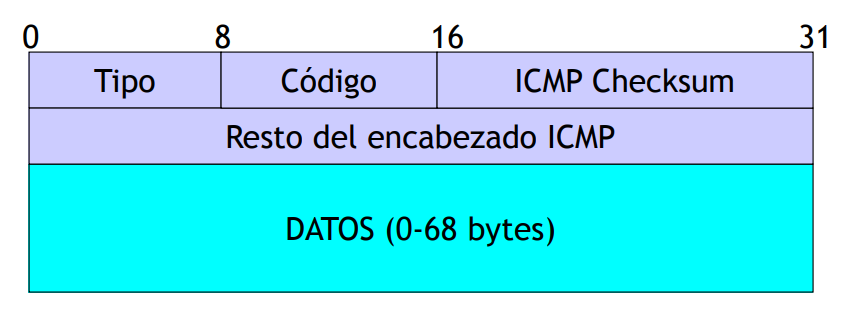 0 8 16 31
Tipo Código ICMP Checksum
Resto del encabezado ICMP
DATOS (0-68 bytes)